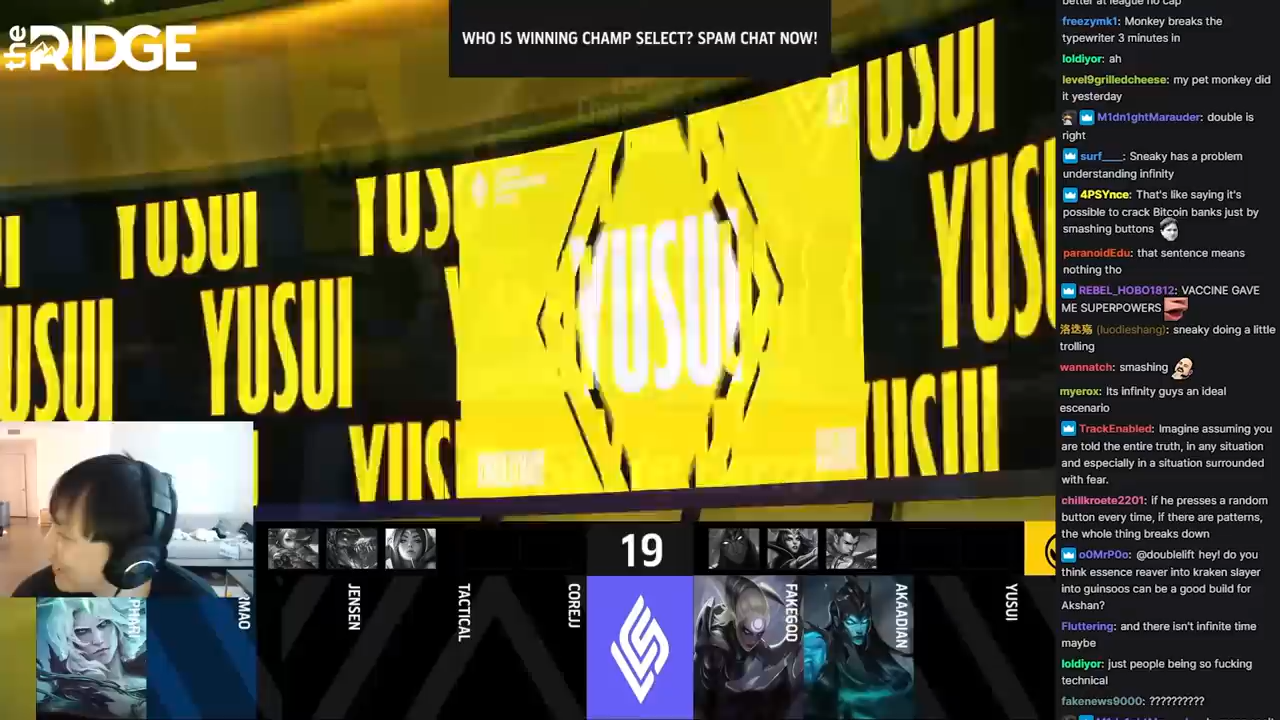 the RIDGE
WHO IS WINNING CHAMP SELECT? SPAM CHAT NOW!
YUSUI
YUSUI
YUSUI
YUSUI
YUSUI
YUSUI
YUSUI
YUSUI
JENSEN
TACTICAL
COREJJ
19
FAKEGOD
AKAADIAN
YUSUI
better at league no cap
freezymk1: Monkey breaks the
typewriter 3 minutes in
loldiyor: ah
level9grilledcheese: my pet monkey did
it yesterday
M1dn1ghtMarauder: double is
right
surf___: Sneaky has a problem
understanding infinity
4PSYnce: That's like saying it's
possible to crack Bitcoin banks just by
smashing buttons
paranoidEdu: that sentence means
nothing tho
REBEL_HOBO1812: VACCINE GAVE
ME SUPERPOWERS
(luodieshang): sneaky doing a little
trolling
wannatch: smashing
myerox: Its infinity guys an ideal
escenario
TrackEnabled: Imagine assuming you
are told the entire truth, in any situation
and especially in a situation surrounded
with fear.
chillkroete2201: if he presses a random
button every time, if there are patterns,
the whole thing breaks down
o0MrP0o: @doublelift hey! do you
think essence reaver into kraken slayer
into guinsoos can be a good build for
Akshan?
Fluttering: and there isn't infinite time
maybe
loldiyor: just people being so fucking
technical
fakenews9000: ??????????